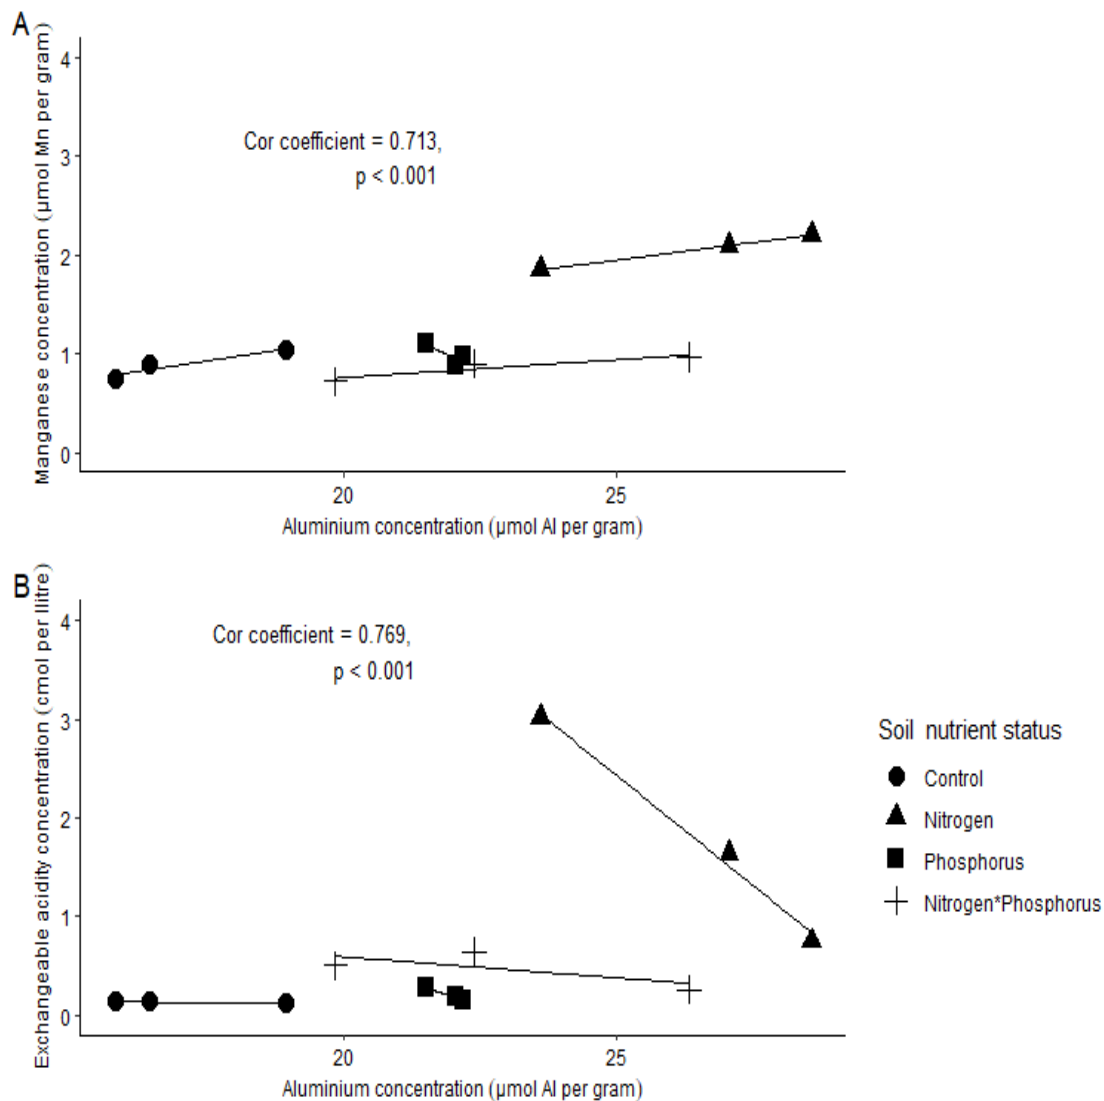 A
Manganese concentration (µmol Mn per gram)
4
3
2
1
0
Cor coefficient = 0.713,
p < 0.001
20
25
Aluminium concentration (µmol Al per gram)
B
Exchangeable acidity concentration (cmol per llitre)
4
3
2
1
0
Cor coefficient = 0.769,
p < 0.001
20
25
Aluminium concentration (µmol Al per gram)
Soil nutrient status
Control
Nitrogen
Phosphorus
Nitrogen*Phosphorus